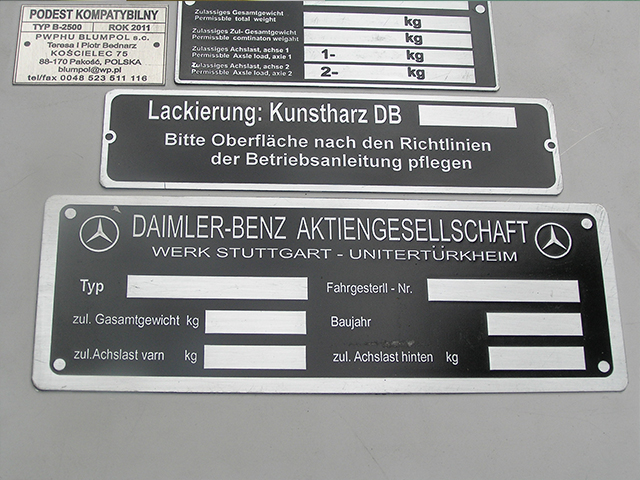 PODEST KOMPATYBILNY
TYP B-2500 ROK 2011
PWPHU BLUMPOL s.c.
Teresa i Piotr Bednarz
KOŚCIELEC 75
88-170 Pakość, POLSKA
blumpol@wp.pl
tel/fax 0048 523 511 116
Zulassiges Gesamtgewicht
Permissble total weight kg
Zulassiges Zul- Gesamtgewicht
Permissble comtinaton weight kg
Zulassiges Achslast, achse 1
Permissble Axle load, axie 1 1- kg
Zulassiges Achslast, achse 2
Permissble Axle load, axie 2 2- kg
Lackierung: Kunstharz DB
Bitte Oberfläche nach den Richtlinien
der Betriebsanleitung pflegen
DAIMLER-BENZ AKTIENGESELLSCHAFT
WERK STUTTGART - UNITERTÜRKHEIM
Typ Fahrgesterll - Nr.
zul. Gasamtgewicht kg Baujahr
zul.Achslast varn kg zul. Achslast hinten kg